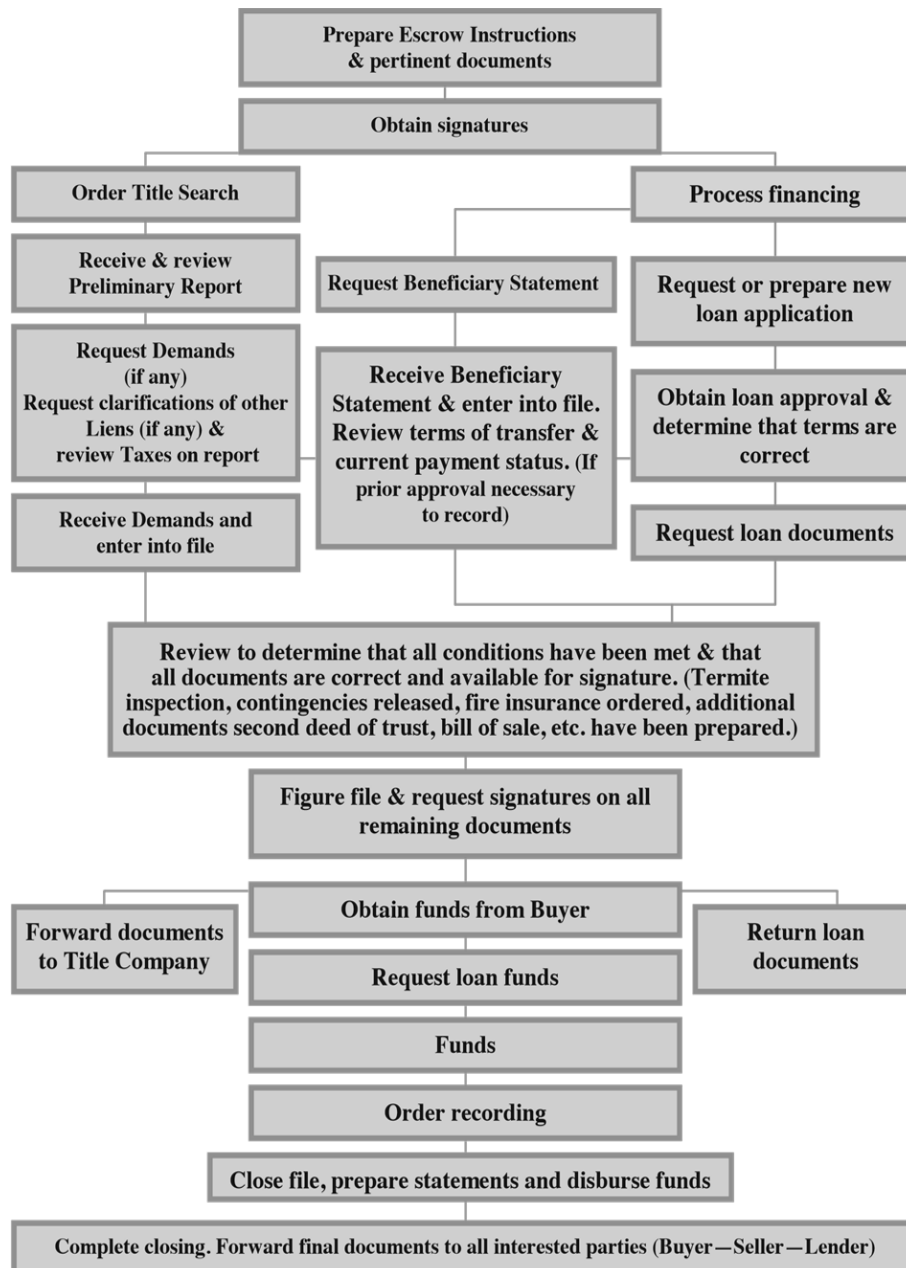 Prepare Escrow Instructions
& pertinent documents
Obtain signatures
Order Title Search
Process financing
Receive & review
Preliminary Report
Request Beneficiary Statement
Request or prepare new
loan application
Request Demands
(if any)
Request clarifications of other
Liens (if any) &
review Taxes on report
Receive Beneficiary
Statement & enter into file.
Review terms of transfer &
current payment status. (If
prior approval necessary
to record)
Obtain loan approval &
determine that terms are
correct
Receive Demands and
enter into file
Request loan documents
Review to determine that all conditions have been met & that
all documents are correct and available for signature. (Termite
inspection, contingencies released, fire insurance ordered, additional
documents second deed of trust, bill of sale, etc. have been prepared.)
Figure file & request signatures on all
remaining documents
Forward documents
to Title Company
Obtain funds from Buyer
Return loan
documents
Request loan funds
Funds
Order recording
Close file, prepare statements and disburse funds
Complete closing. Forward final documents to all interested parties (Buyer—Seller—Lender)